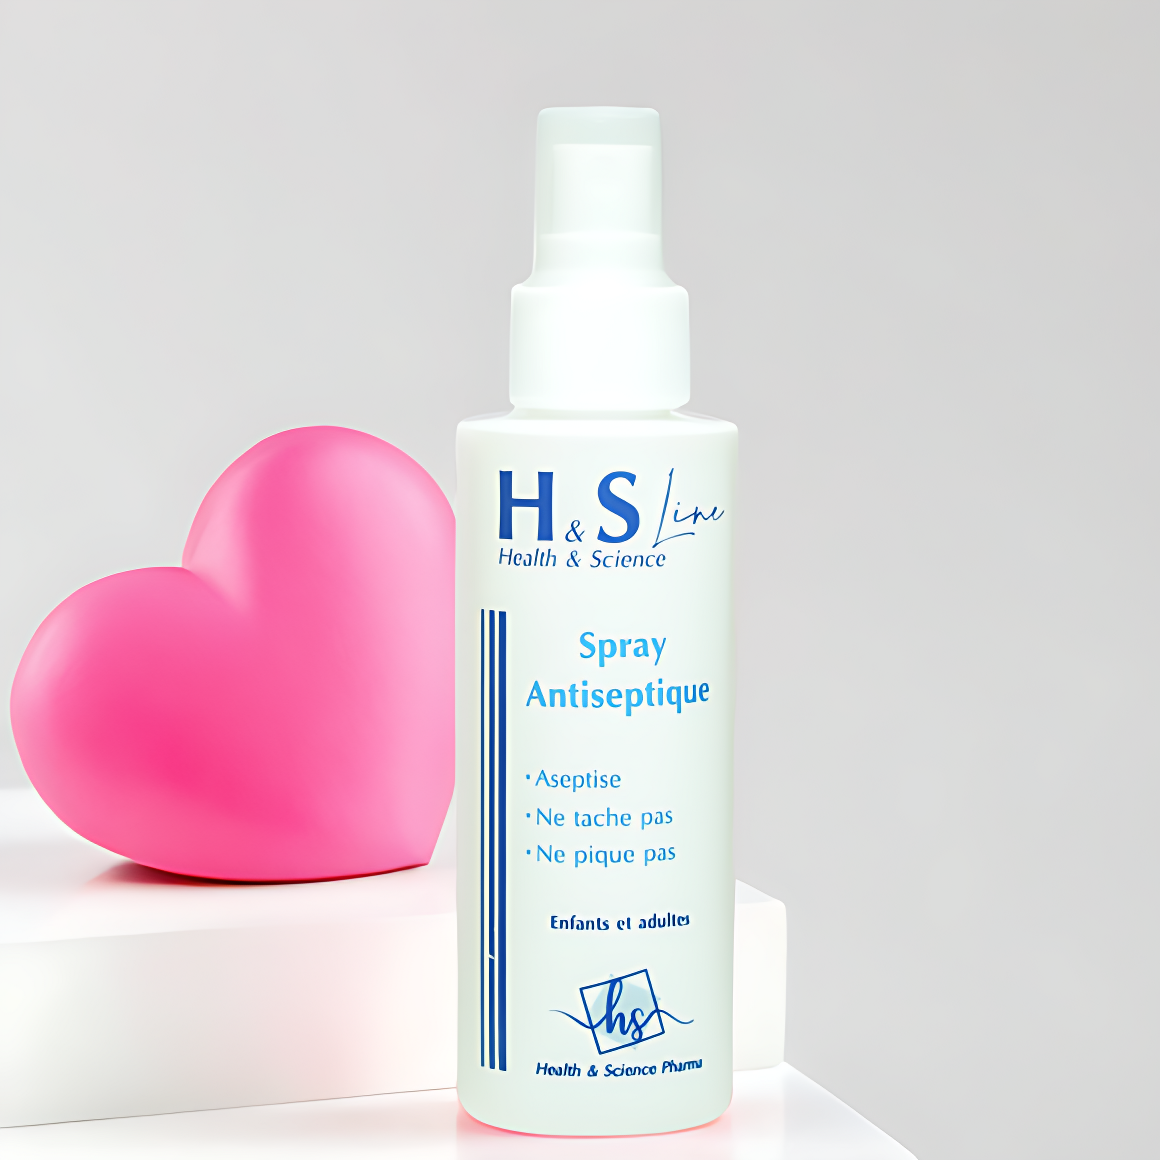 H & S Line
Health & Science
Spray
Antiseptique
• Aseptise
• Ne tache pas
• Ne pique pas
Enfants et adultes
hs
Health & Science Pharma